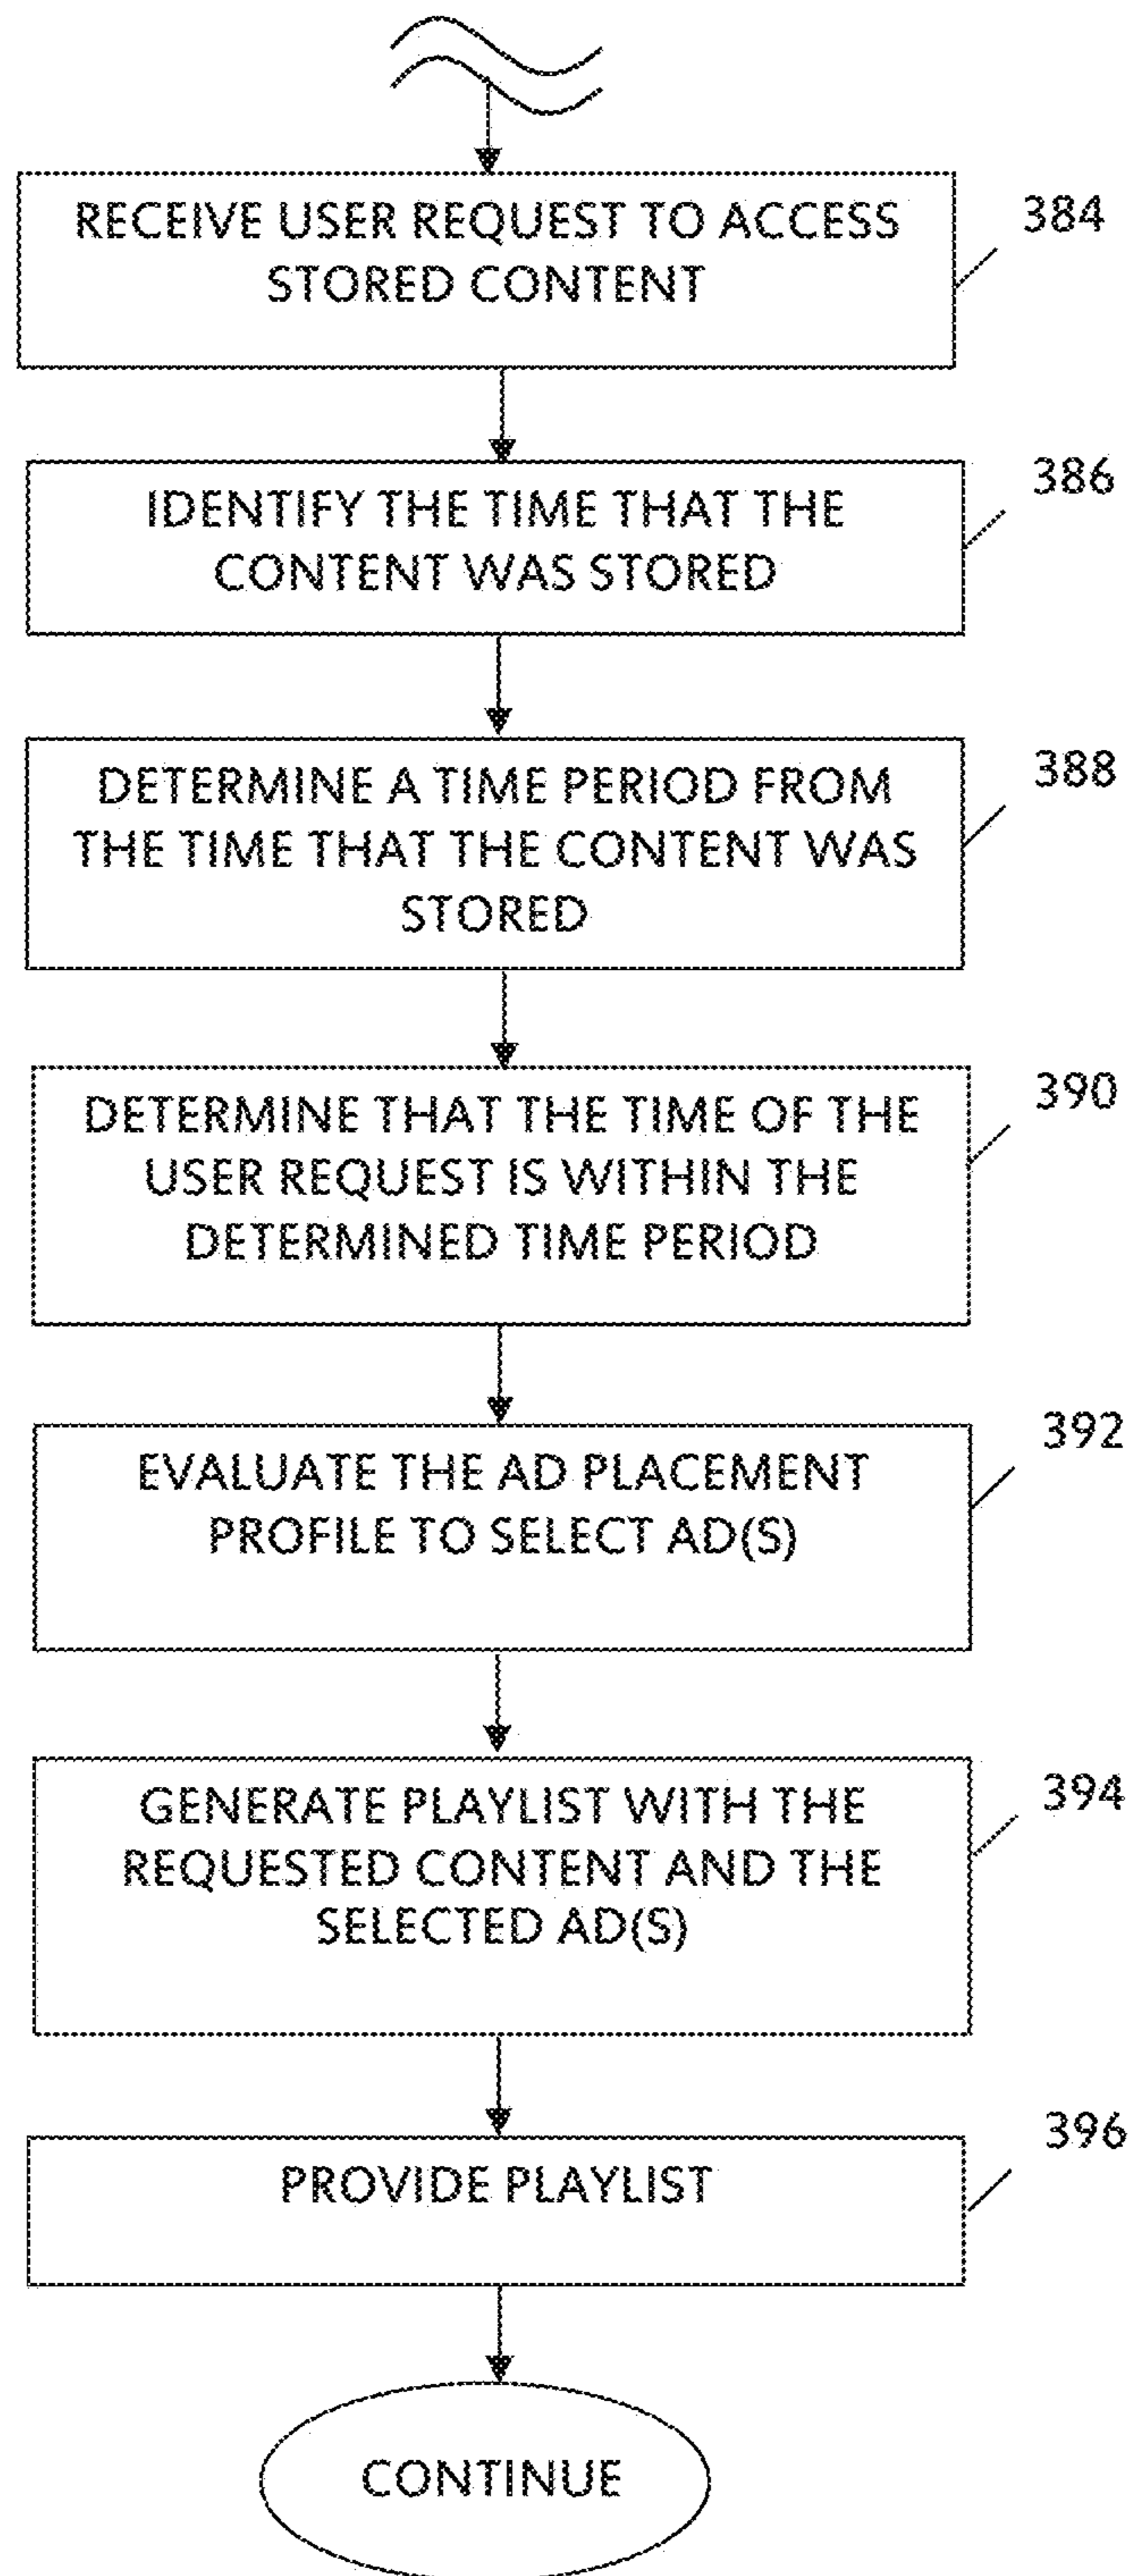 RECEIVE USER REQUEST TO ACCESS
STORED CONTENT
384
IDENTIFY THE TIME THAT THE
CONTENT WAS STORED
386
DETERMINE A TIME PERIOD FROM
THE TIME THAT THE CONTENT WAS
STORED
388
DETERMINE THAT THE TIME OF THE
USER REQUEST IS WITHIN THE
DETERMINED TIME PERIOD
390
EVALUATE THE AD PLACEMENT
PROFILE TO SELECT AD(S)
392
GENERATE PLAYLIST WITH THE
REQUESTED CONTENT AND THE
SELECTED AD(S)
394
PROVIDE PLAYLIST
396
CONTINUE